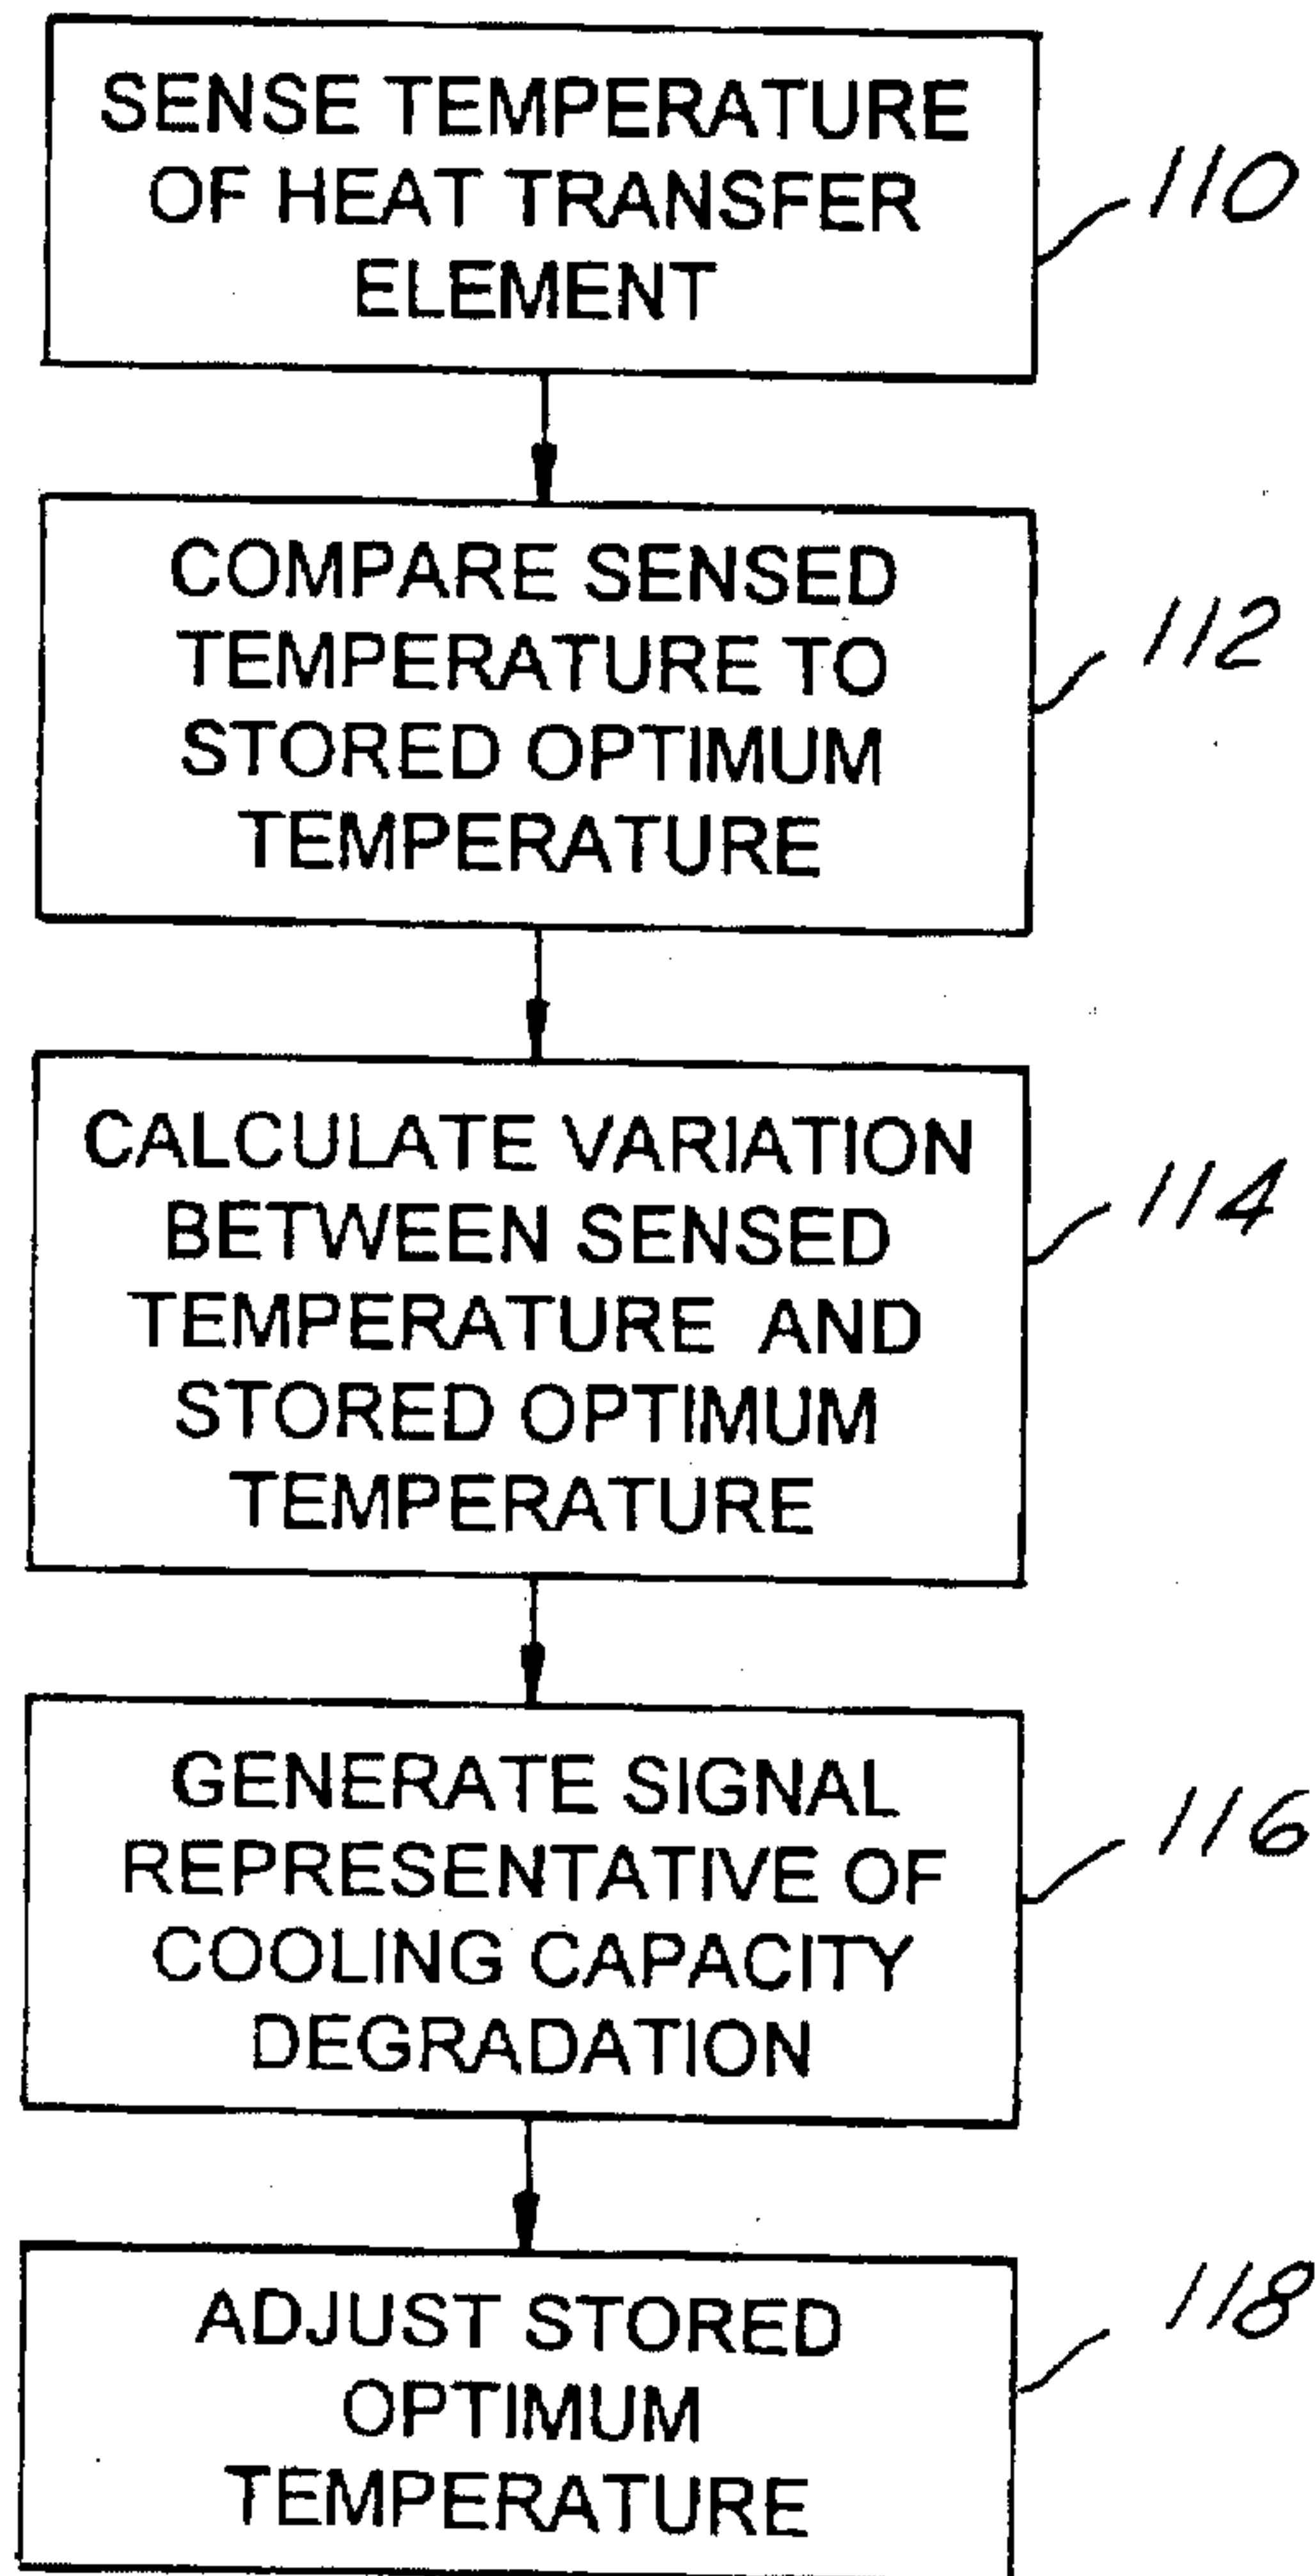 SENSE TEMPERATURE
OF HEAT TRANSFER
ELEMENT
110
COMPARE SENSED
TEMPERATURE TO
STORED OPTIMUM
TEMPERATURE
112
CALCULATE VARIATION
BETWEEN SENSED
TEMPERATURE AND
STORED OPTIMUM
TEMPERATURE
114
GENERATE SIGNAL
REPRESENTATIVE OF
COOLING CAPACITY
DEGRADATION
116
ADJUST STORED
OPTIMUM
TEMPERATURE
118